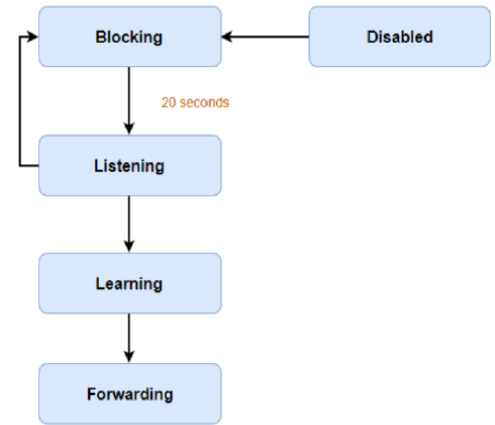 Blocking
Disabled
20 seconds
Listening
Learning
Forwarding